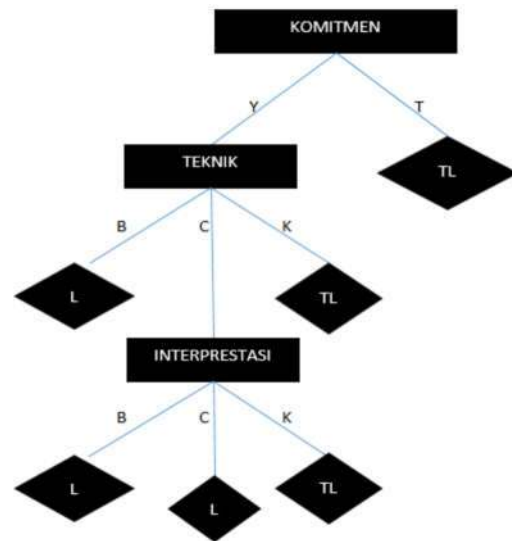 KOMITMEN
Y T
TEKNIK
TL
B C K
L
TL
INTERPRESTASI
B C K
L
L
TL